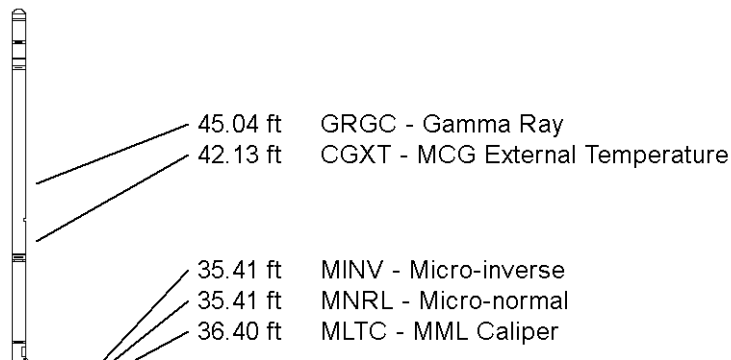 45.04 ft GRGC - Gamma Ray
42.13 ft CGXT - MCG External Temperature
35.41 ft MINV - Micro-inverse
35.41 ft MNRL - Micro-normal
36.40 ft MLTC - MML Caliper